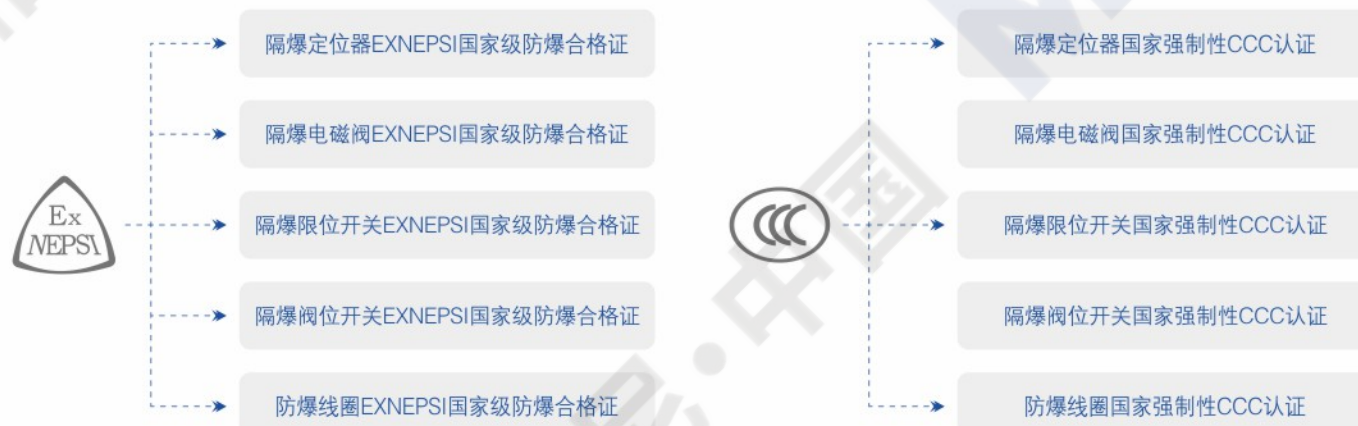 隔爆定位器EXNEPSI国家级防爆合格证
隔爆电磁阀EXNEPSI国家级防爆合格证
Ex
NEPSI
隔爆限位开关EXNEPSI国家级防爆合格证
隔爆阀位开关EXNEPSI国家级防爆合格证
防爆线圈EXNEPSI国家级防爆合格证
隔爆定位器国家强制性CCC认证
隔爆电磁阀国家强制性CCC认证
CCC
隔爆限位开关国家强制性CCC认证
隔爆阀位开关国家强制性CCC认证
防爆线圈国家强制性CCC认证
中国